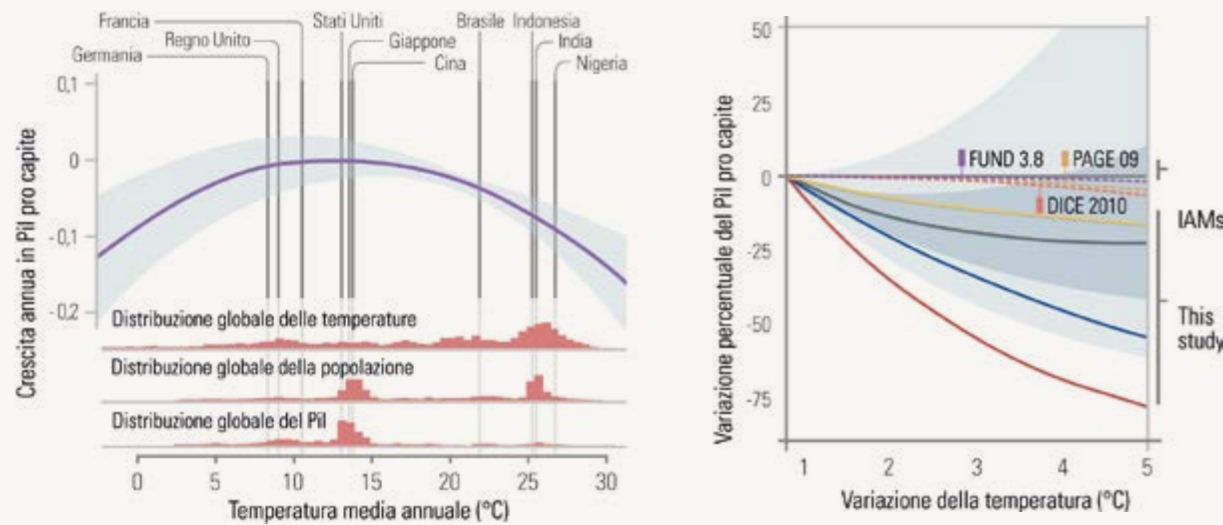 Francia
Stati Uniti
Brasile
Indonesia
Regno Unito
Giappone
India
Germania
Cina
Nigeria
Crescita annua in Pil pro capite
0,1
0
-0,1
-0,2
Distribuzione globale delle temperature
Distribuzione globale della popolazione
Distribuzione globale del Pil
0 5 10 15 20 25 30
Temperatura media annuale (°C)
Variazione percentuale del Pil pro capite
50
25
0
-25
-50
-75
FUND 3.8
PAGE 09
DICE 2010
IAMs
This
study
1 2 3 4 5
Variazione della temperatura (°C)